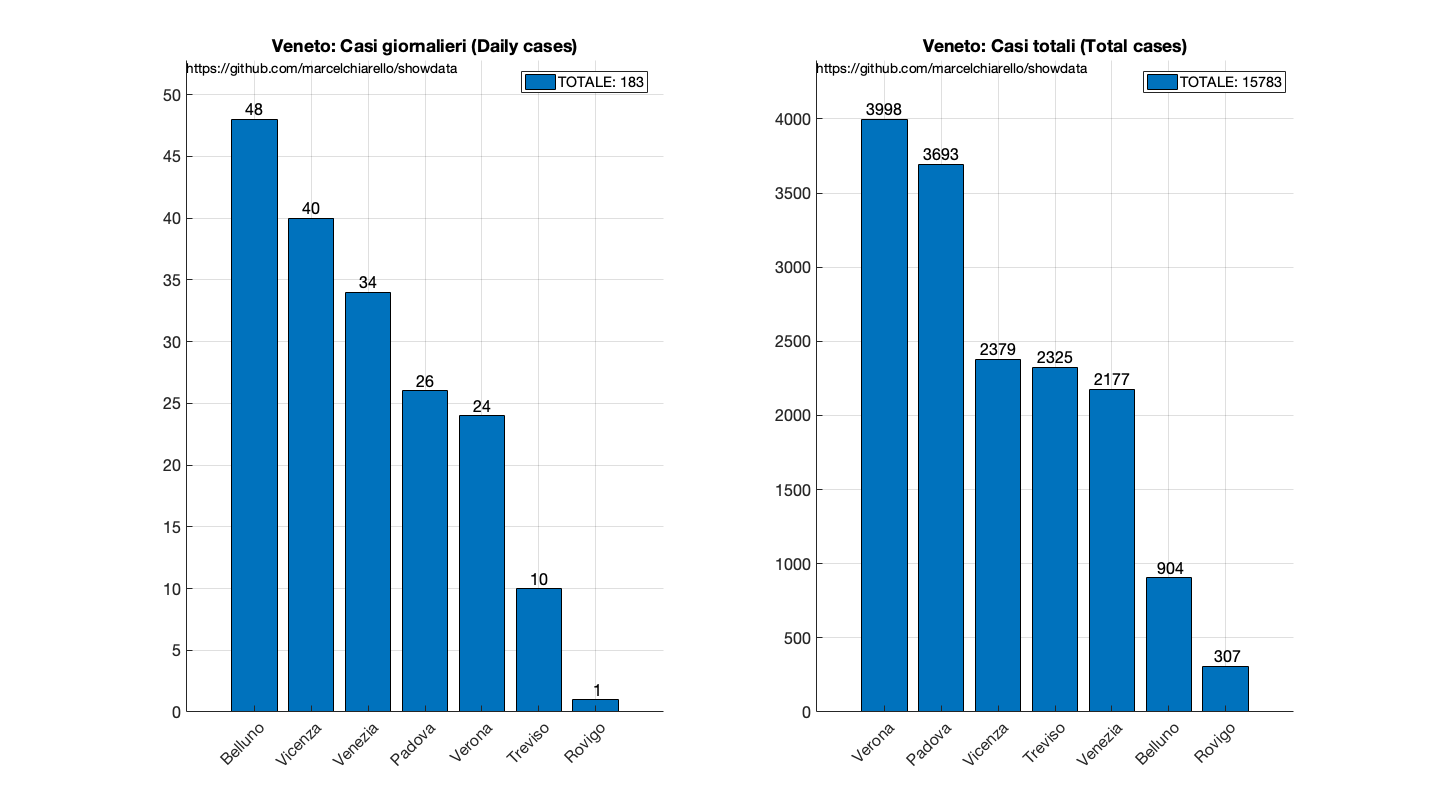 Veneto: Casi giornalieri (Daily cases)
https://github.com/marcelchiarello/showdata
TOTALE: 183
50
45
40
35
30
25
20
15
10
5
0
48
40
34
26
24
10
1
Belluno
Vicenza
Venezia
Padova
Verona
Treviso
Rovigo
Veneto: Casi totali (Total cases)
https://github.com/marcelchiarello/showdata
TOTALE: 15783
4000
3500
3000
2500
2000
1500
1000
500
0
3998
3693
2379
2325
2177
904
307
Verona
Padova
Vicenza
Treviso
Venezia
Belluno
Rovigo